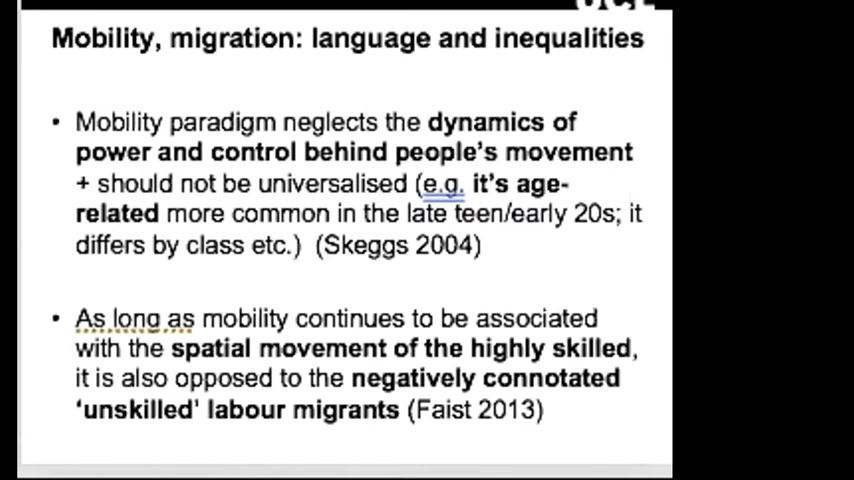 Mobility, migration: language and inequalities
• Mobility paradigm neglects the dynamics of
power and control behind people's movement
+ should not be universalised (e.g. it's age-
related more common in the late teen/early 20s; it
differs by class etc.)  (Skeggs 2004)
• As long as mobility continues to be associated
with the spatial movement of the highly skilled,
it is also opposed to the negatively connotated
‘unskilled’ labour migrants (Faist 2013)